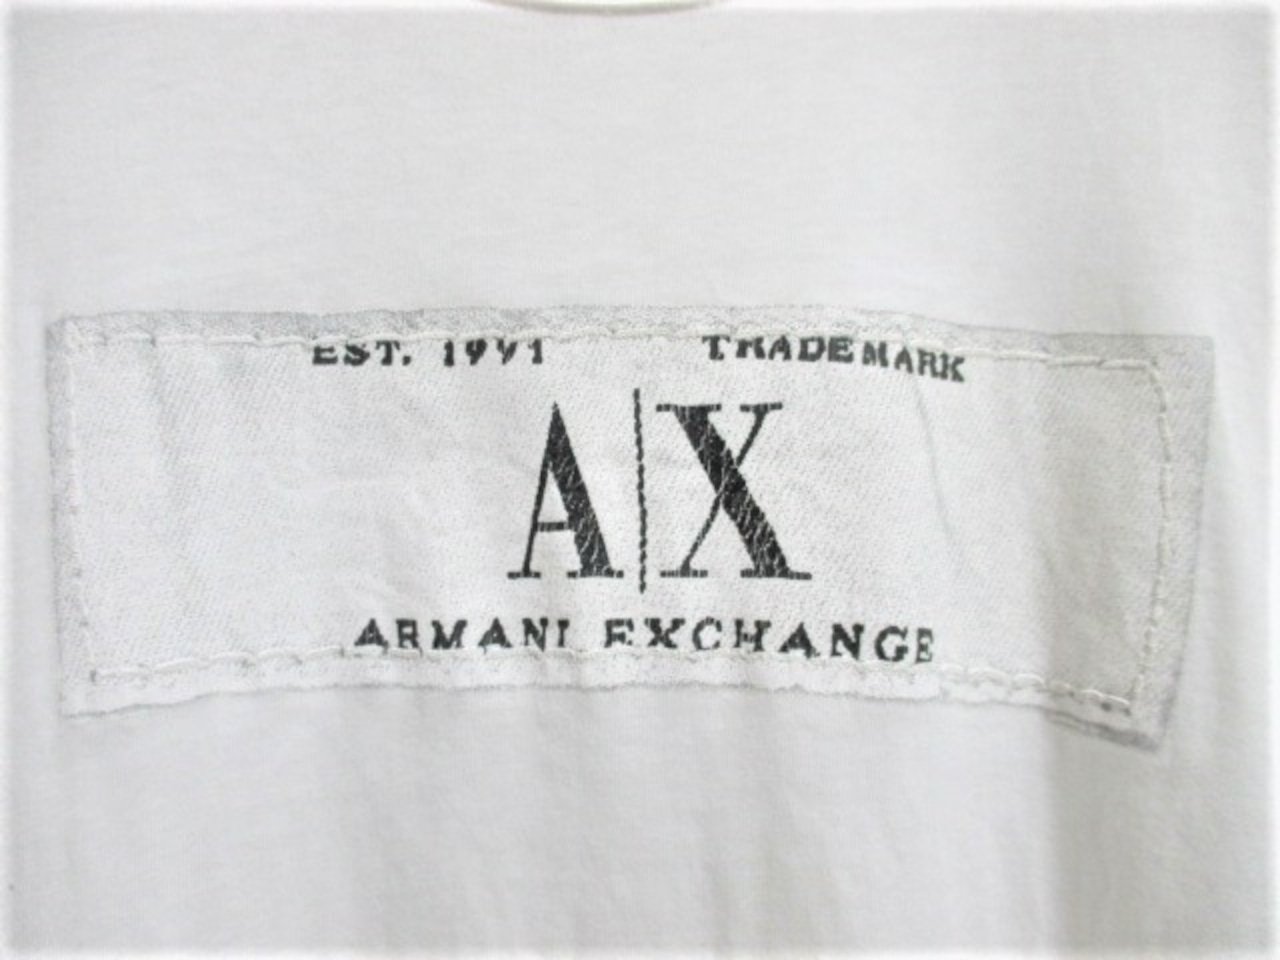 EST. 1991 TRADEMARK
A|X
ARMANI EXCHANGE